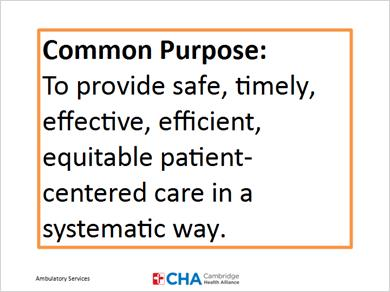 Common Purpose:
To provide safe, timely,
effective, efficient,
equitable patient-
centered care in a
systematic way.
Ambulatory Services
CHA Cambridge
Health Alliance